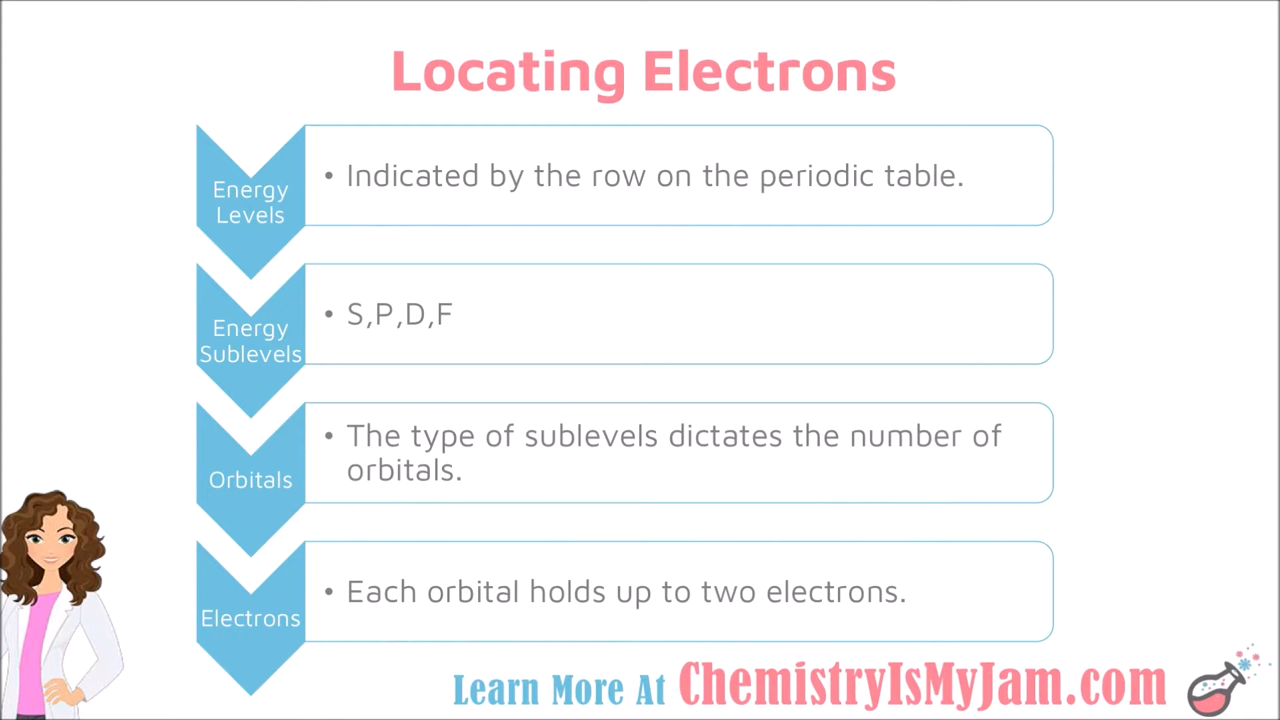 Locating Electrons
Energy
Levels
• Indicated by the row on the periodic table.
Energy
Sublevels
• S,P,D,F
Orbitals
• The type of sublevels dictates the number of
orbitals.
Electrons
• Each orbital holds up to two electrons.
Learn More At ChemistryIsMyJam.com